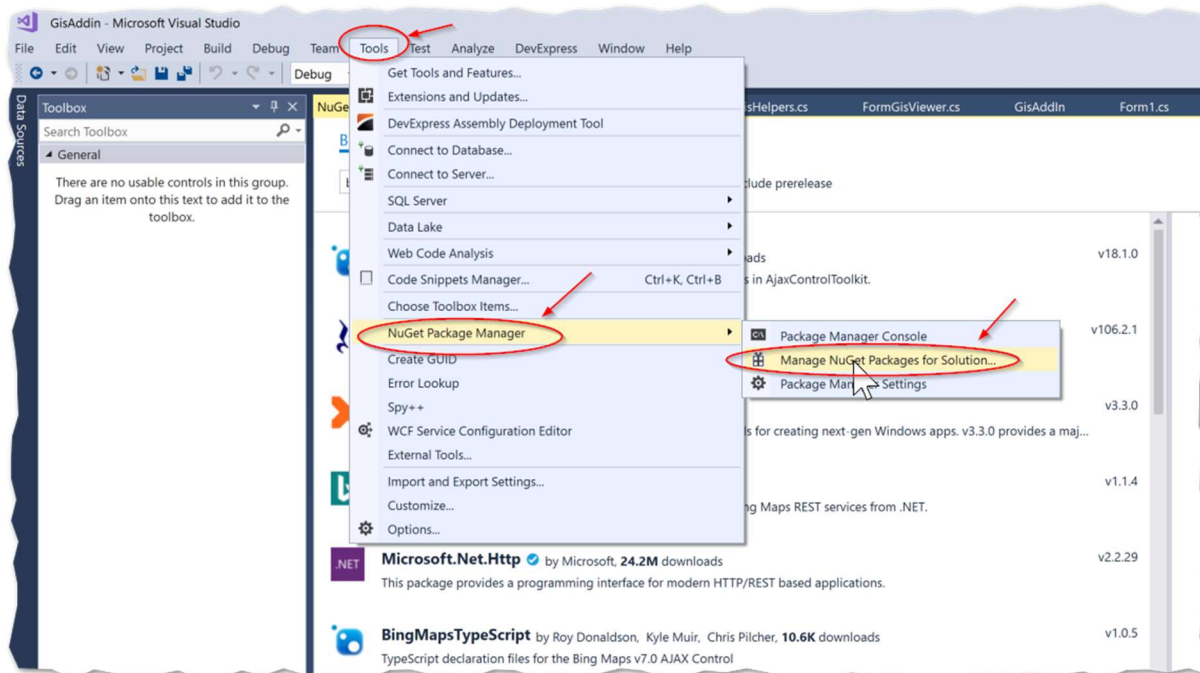 GisAddin - Microsoft Visual Studio
File Edit View Project Build Debug Team Tools Test Analyze DevExpress Window Help
Debug
Data Sources
Toolbox
Search Toolbox
General
There are no usable controls in this group.
Drag an item onto this text to add it to the
toolbox.
Get Tools and Features...
Extensions and Updates...
DevExpress Assembly Deployment Tool
Connect to Database...
Connect to Server...
SQL Server
Data Lake
Web Code Analysis
Code Snippets Manager... Ctrl+K, Ctrl+B
Choose Toolbox Items...
NuGet Package Manager
Create GUID
Error Lookup
Spy++
WCF Service Configuration Editor
External Tools...
Import and Export Settings...
Customize...
Options...
Package Manager Console
Manage NuGet Packages for Solution...
Settings
NuGe
isHelpers.cs FormGisViewer.cs GisAddIn Form1.cs
lude prerelease
ads v18.1.0
s in AjaxControlToolkit.
v106.2.1
v3.3.0
ls for creating next-gen Windows apps. v3.3.0 provides a maj...
v1.1.4
ng Maps REST services from .NET.
.NET
Microsoft.Net.Http by Microsoft, 24.2M downloads v2.2.29
This package provides a programming interface for modern HTTP/REST based applications.
BingMapsTypeScript by Roy Donaldson, Kyle Muir, Chris Pilcher, 10.6K downloads v1.0.5
TypeScript declaration files for the Bing Maps v7.0 AJAX Control